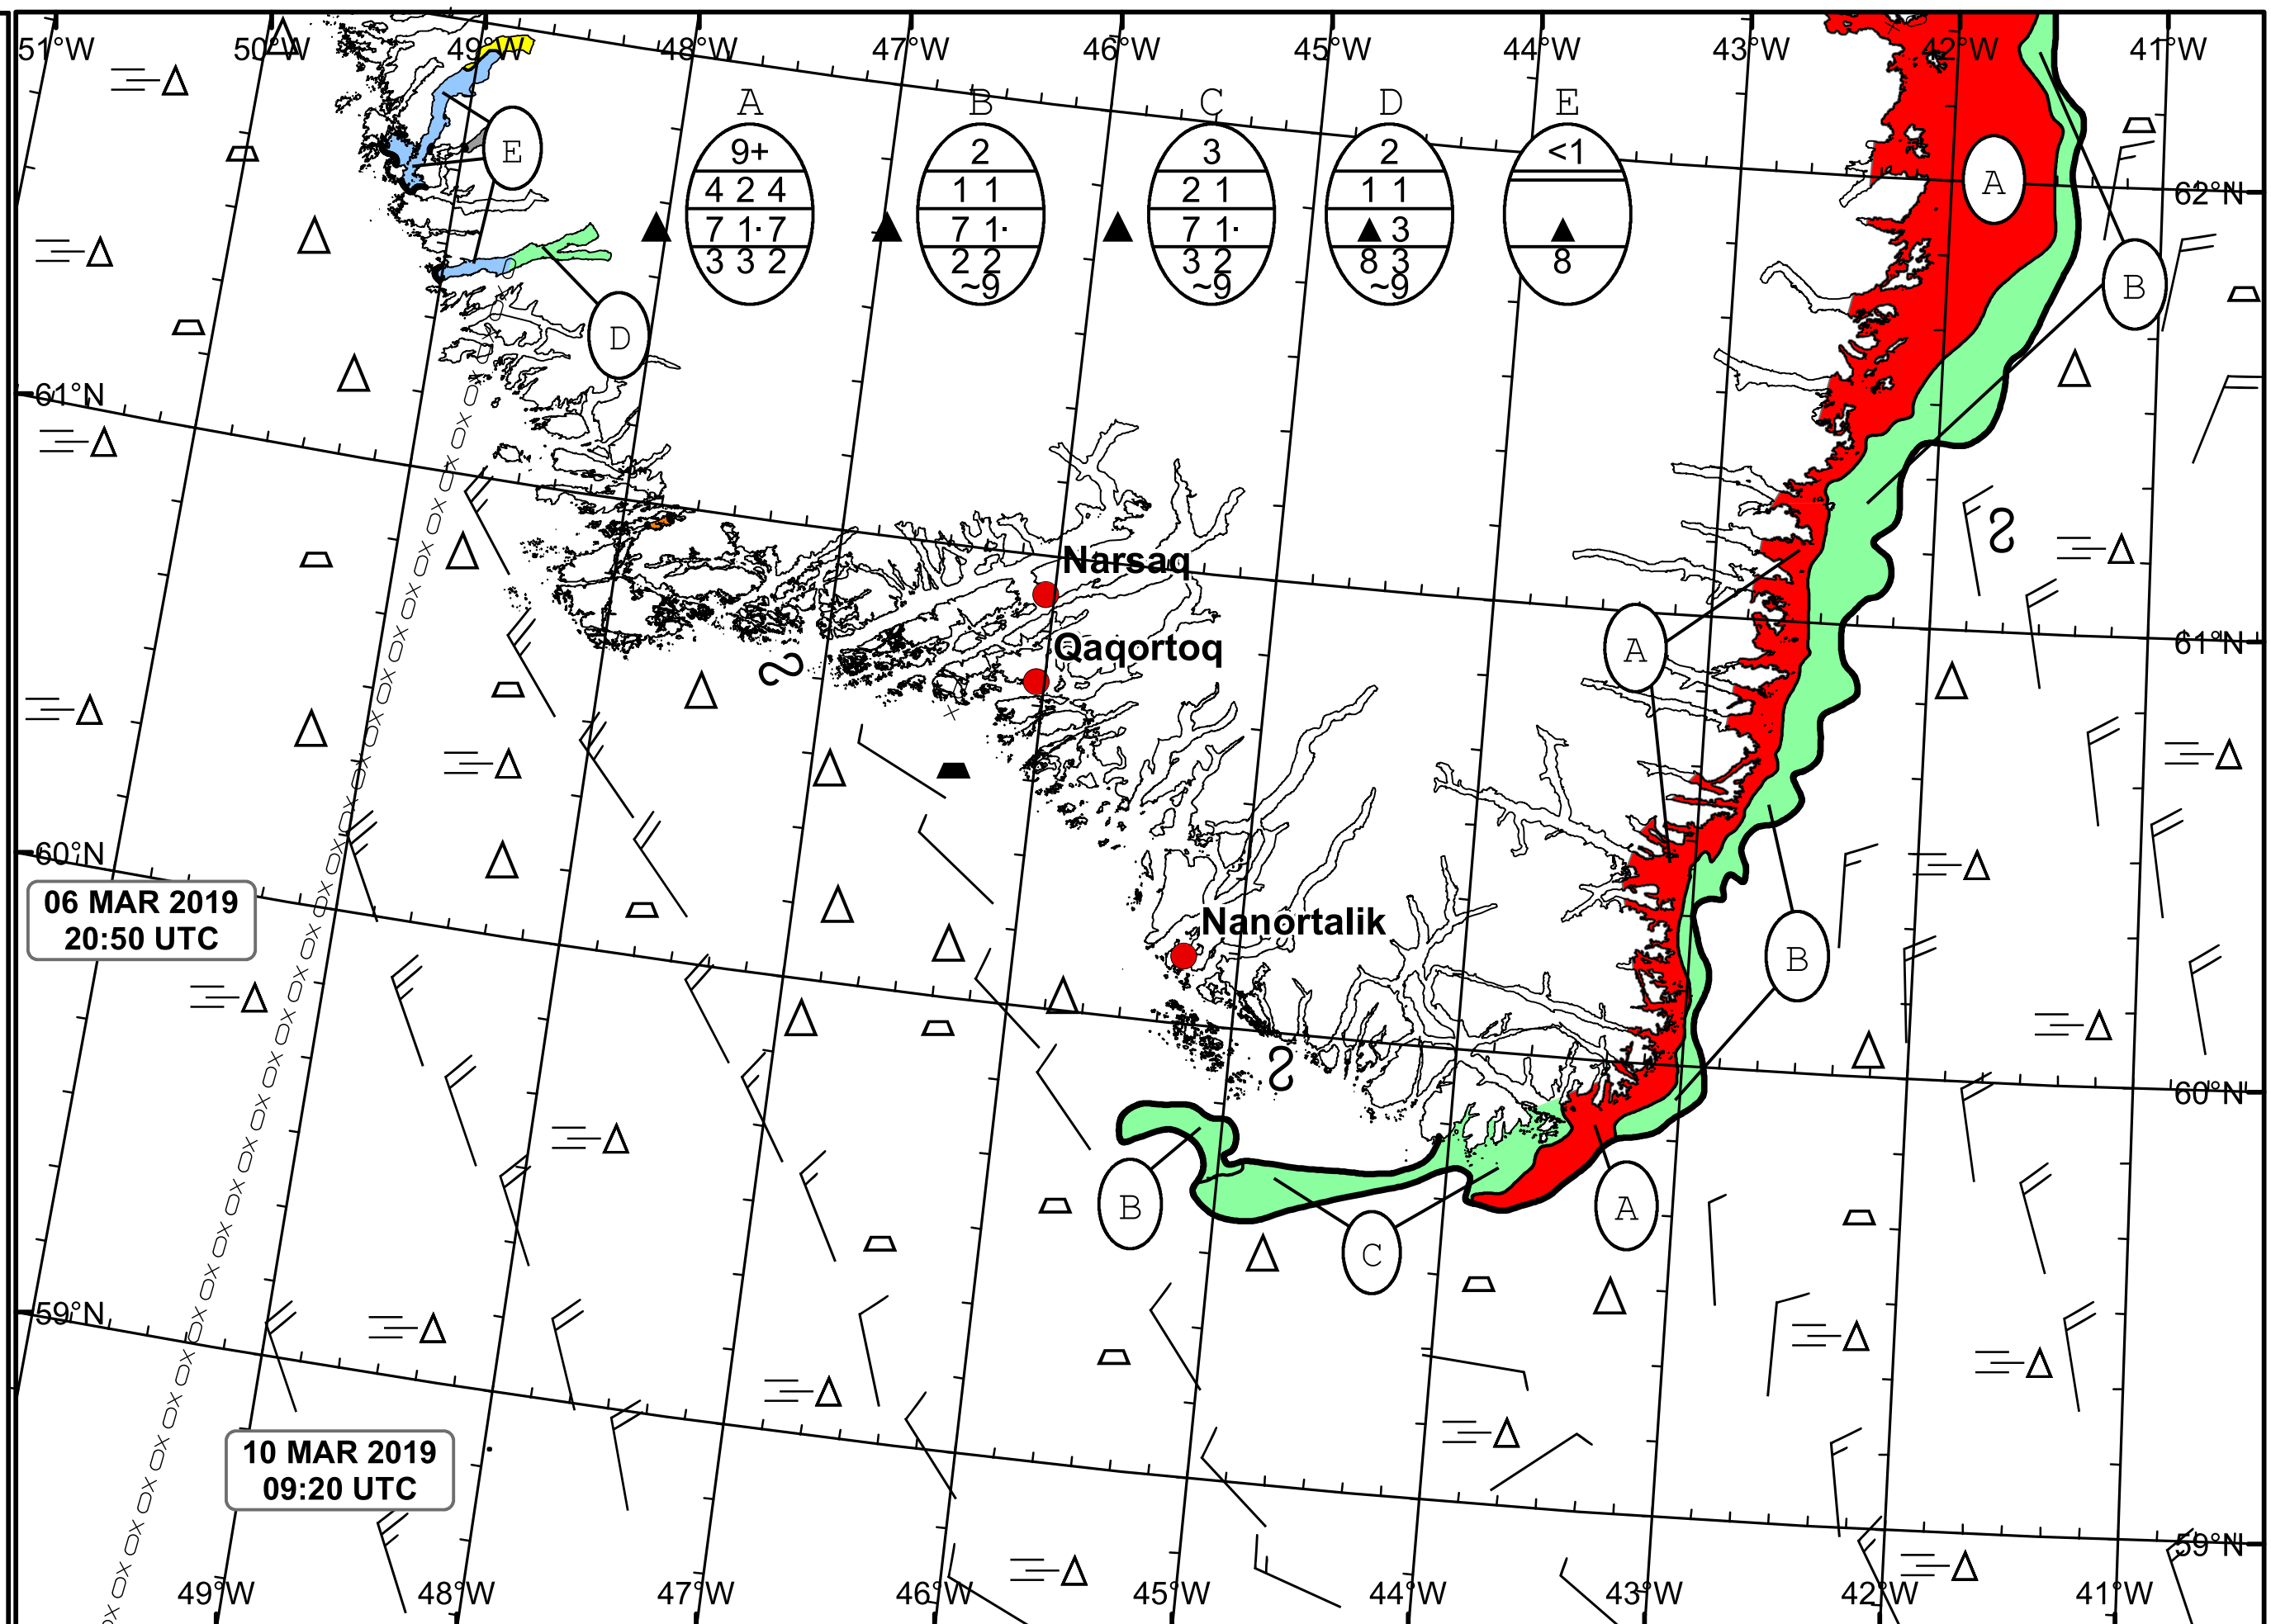 51°W 50°W 49°W 48°W 47°W 46°W 45°W 44°W 43°W 42°W 41°W
A B C D E
9+ 2 3 2 <1
4 2 4 1 1 2 1 1 1
7 1· 7 7 1· 7 1· ▲ 3 ▲
3 3 2 2 2 3 2 8 3 8
~9 ~9 ~9
E
A
62°N
B
D
61°N
Narsaq
Qaqortoq
A
61°N
60°N
06 MAR 2019
20:50 UTC
Nanortalik
B
60°N
B
A
C
59°N
10 MAR 2019
09:20 UTC
59°N
49°W 48°W 47°W 46°W 45°W 44°W 43°W 42°W 41°W